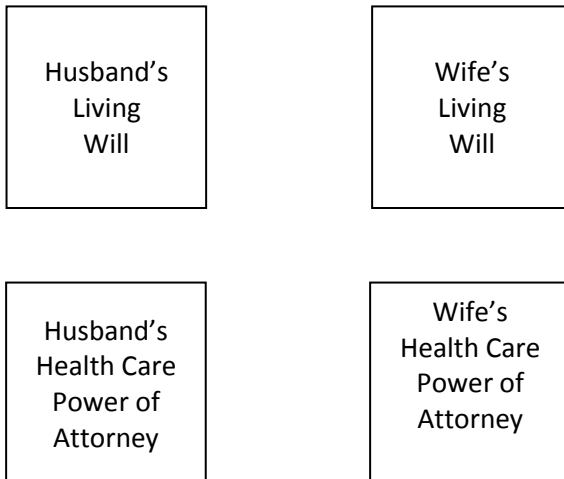 Husband’s
Living
Will
Wife’s
Living
Will
Husband’s
Health Care
Power of
Attorney
Wife’s
Health Care
Power of
Attorney